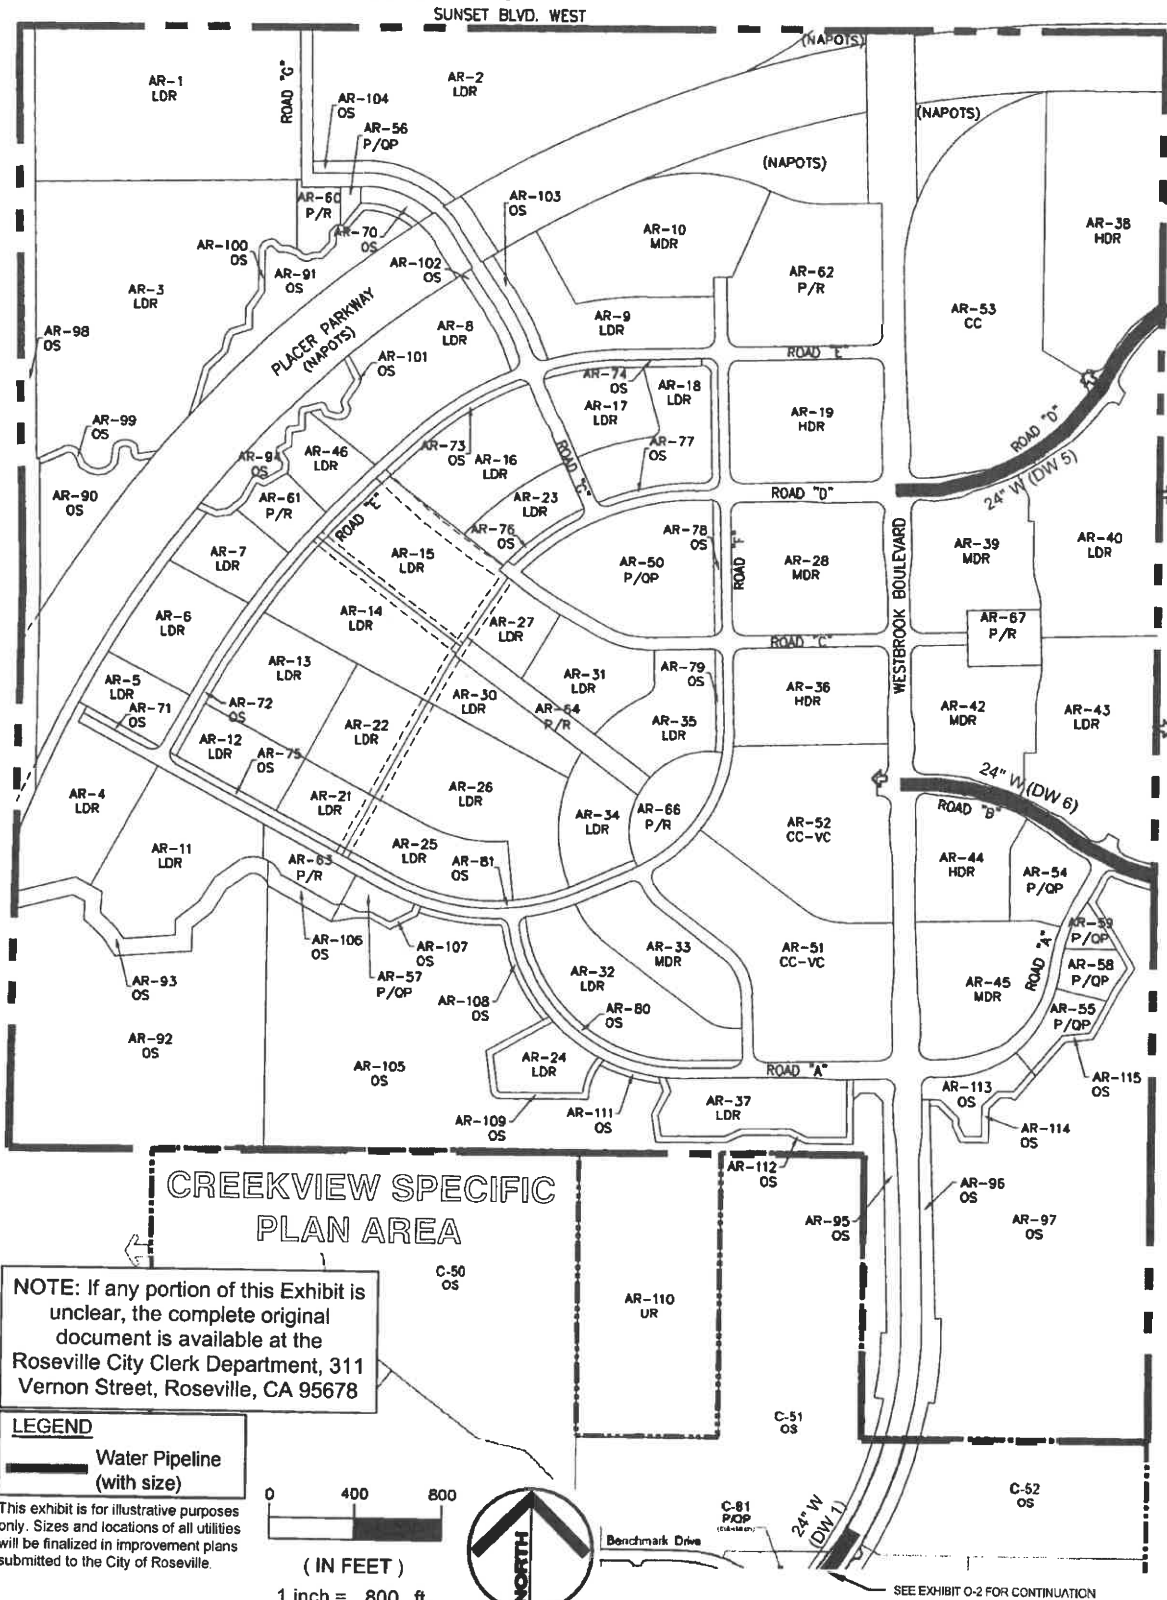 SUNSET BLVD. WEST
AR-1
LDR
ROAD "G"
AR-2
LDR
(NAPOTS)
AR-104
OS
AR-56
P/QP
(NAPOTS)
(NAPOTS)
AR-60
P/R
AR-103
OS
AR-70
OS
AR-10
MDR
AR-38
HDR
AR-100
OS
AR-91
OS
AR-102
OS
AR-62
P/R
AR-3
LDR
AR-53
CC
AR-98
OS
PLACER PARKWAY
(NAPOTS)
AR-8
LDR
AR-9
LDR
AR-101
OS
ROAD "E"
AR-74
OS
AR-18
LDR
AR-17
LDR
AR-19
HDR
AR-99
OS
AR-77
OS
ROAD "D"
AR-94
OS
AR-46
LDR
AR-73
OS
AR-16
LDR
ROAD "C"
24" W (DW 5)
AR-90
OS
AR-61
P/R
AR-23
LDR
ROAD "D"
ROAD "E"
AR-76
OS
AR-78
OS
AR-7
LDR
AR-15
LDR
AR-50
P/QP
ROAD "F"
AR-28
MDR
WESTBROOK BOULEVARD
AR-39
MDR
AR-40
LDR
AR-6
LDR
AR-14
LDR
AR-27
LDR
AR-67
P/R
ROAD "C"
AR-13
LDR
AR-5
LDR
AR-71
OS
AR-72
OS
AR-31
LDR
AR-79
OS
AR-36
HDR
AR-30
LDR
AR-64
P/R
AR-35
LDR
AR-42
MDR
AR-43
LDR
AR-22
LDR
AR-12
LDR
AR-75
OS
AR-4
LDR
AR-21
LDR
AR-26
LDR
AR-34
LDR
AR-66
P/R
AR-52
CC-VC
24" W (DW 6)
ROAD "B"
AR-11
LDR
AR-63
P/R
AR-25
LDR
AR-81
OS
AR-44
HDR
AR-54
P/QP
AR-106
OS
AR-107
OS
AR-57
P/QP
AR-33
MDR
AR-51
CC-VC
AR-59
P/QP
AR-58
P/QP
ROAD "A"
AR-93
OS
AR-32
LDR
AR-45
MDR
AR-108
OS
AR-80
OS
AR-55
P/QP
AR-92
OS
AR-105
OS
AR-24
LDR
ROAD "A"
AR-113
OS
AR-115
OS
AR-109
OS
AR-111
OS
AR-37
LDR
AR-114
OS
AR-112
OS
CREEKVIEW SPECIFIC
PLAN AREA
AR-96
OS
AR-95
OS
AR-97
OS
C-50
OS
AR-110
UR
NOTE: If any portion of this Exhibit is
unclear, the complete original
document is available at the
Roseville City Clerk Department, 311
Vernon Street, Roseville, CA 95678
LEGEND
Water Pipeline
(with size)
C-51
OS
This exhibit is for illustrative purposes
only. Sizes and locations of all utilities
will be finalized in improvement plans
submitted to the City of Roseville.
0 400 800
(IN FEET)
1 inch = 800 ft.
NORTH
C-52
OS
C-81
P/QP
24" W
(DW 1)
Benchmark Drive
SEE EXHIBIT O-2 FOR CONTINUATION